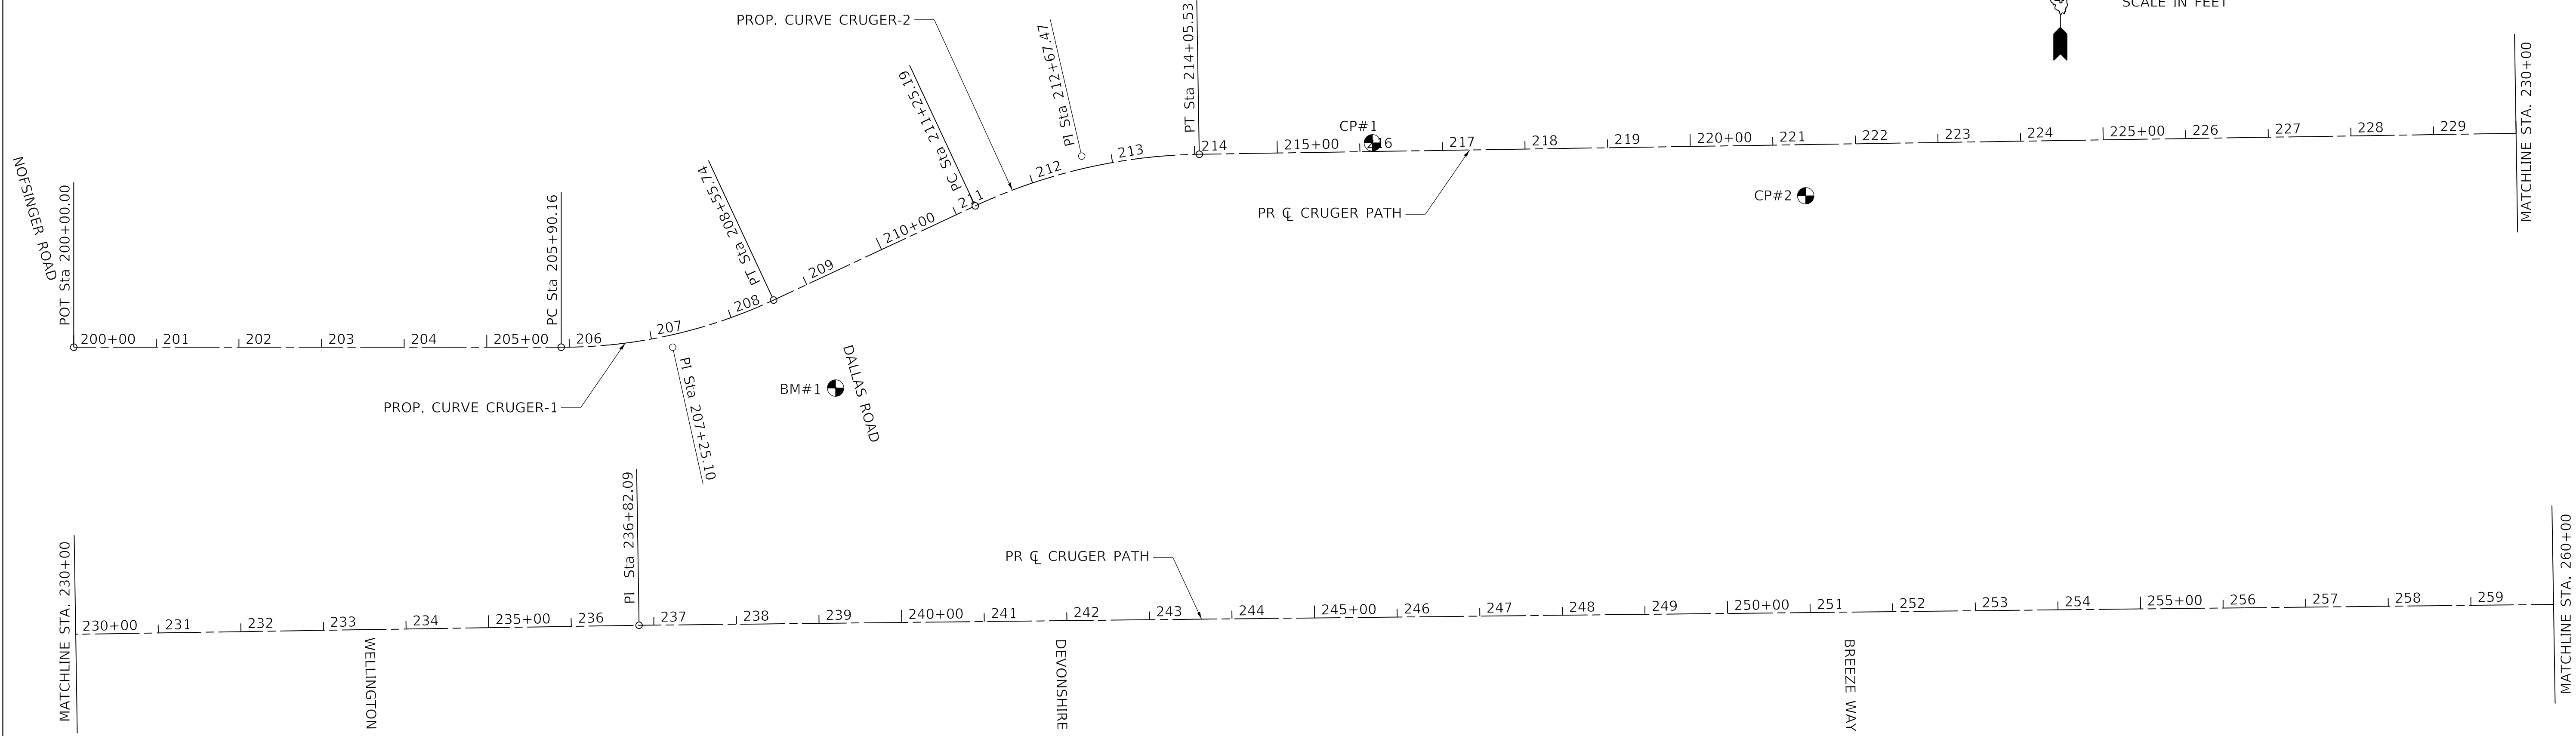 SCALE IN FEET
PROP. CURVE CRUGER-2
PI Sta 212+67.47
PT Sta 214+05.53
PC Sta 211+25.19
MATCHLINE STA. 230+00
CP#1
CP#2
PR ℄ CRUGER PATH
211 212 213 214 215+00 216 217 218 219 220+00 221 222 223 224 225+00 226 227 228 229
NOFSINGER ROAD
POT Sta 200+00.00
PC Sta 205+90.16
PT Sta 208+55.74
200+00 201 202 203 204 205+00 206 207 208 209 210+00
PROP. CURVE CRUGER-1
PI Sta 207+25.10
BM#1
DALLAS ROAD
MATCHLINE STA. 230+00
PI Sta 236+82.09
PR ℄ CRUGER PATH
MATCHLINE STA. 260+00
230+00 231 232 233 234 235+00 236 237 238 239 240+00 241 242 243 244 245+00 246 247 248 249 250+00 251 252 253 254 255+00 256 257 258 259
WELLINGTON
DEVONSHIRE
BREEZE WAY